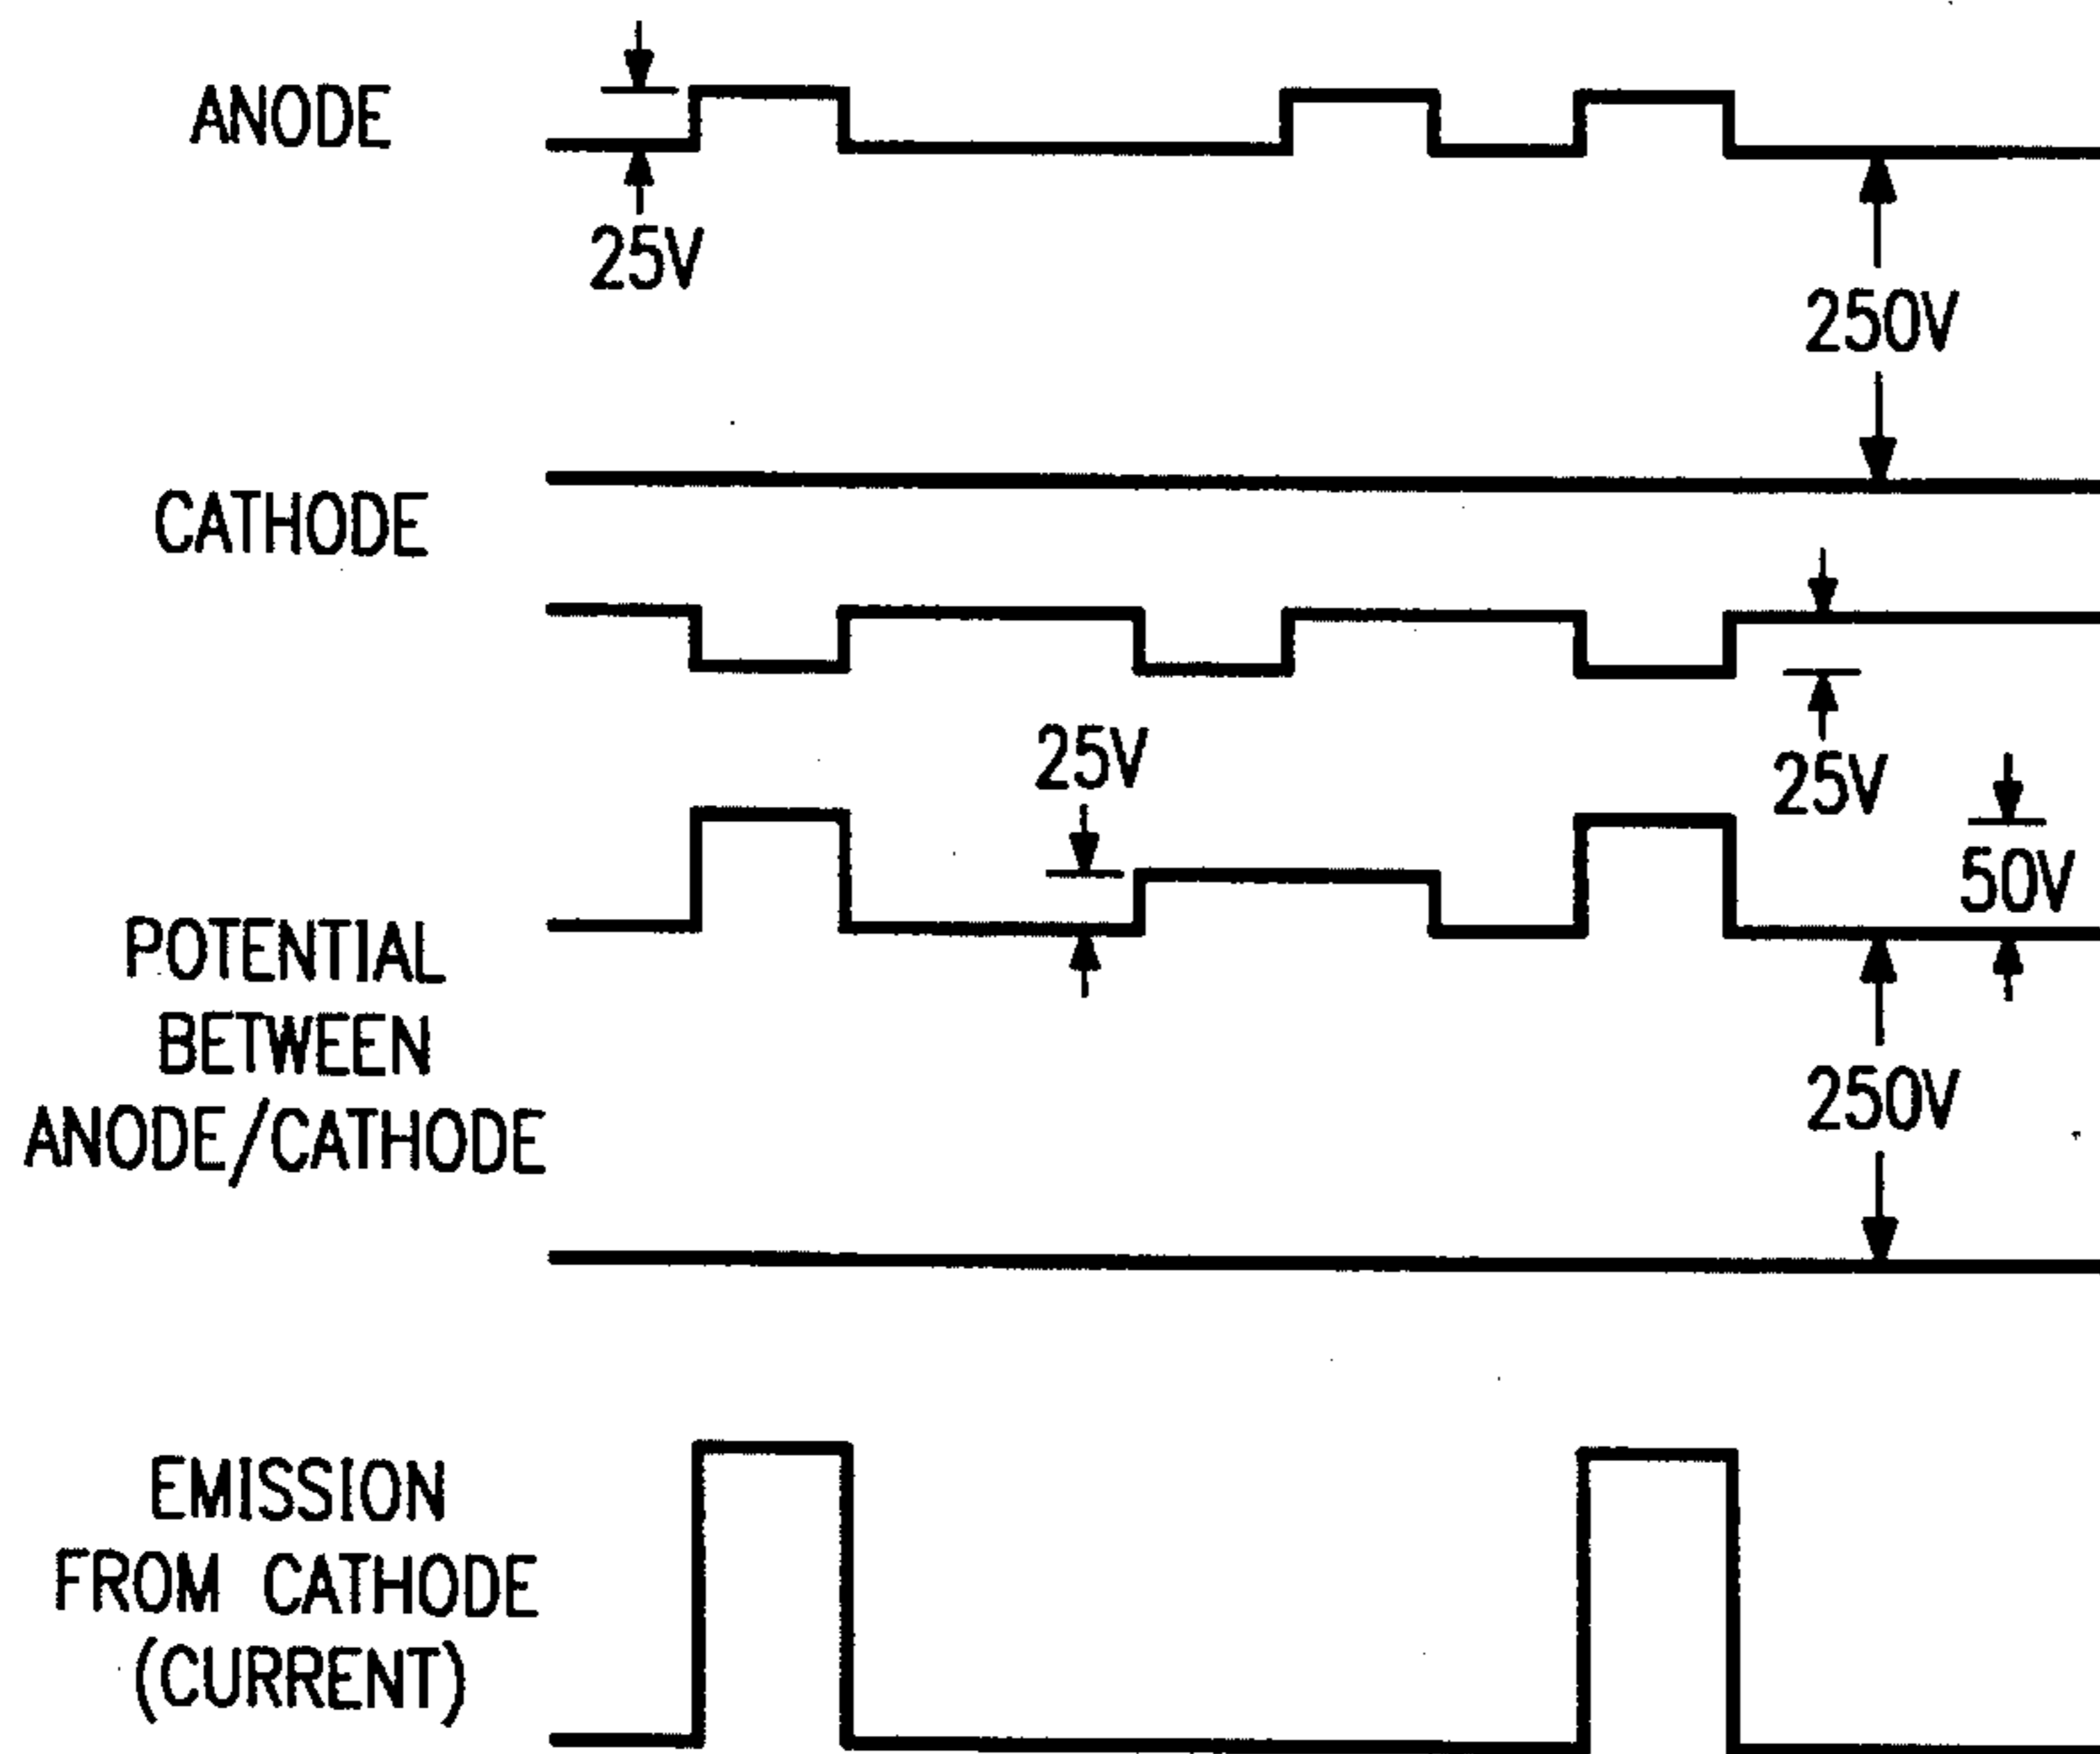 ANODE
25V
250V
CATHODE
25V
25V
50V
POTENTIAL
BETWEEN
ANODE/CATHODE
250V
EMISSION
FROM CATHODE
(CURRENT)